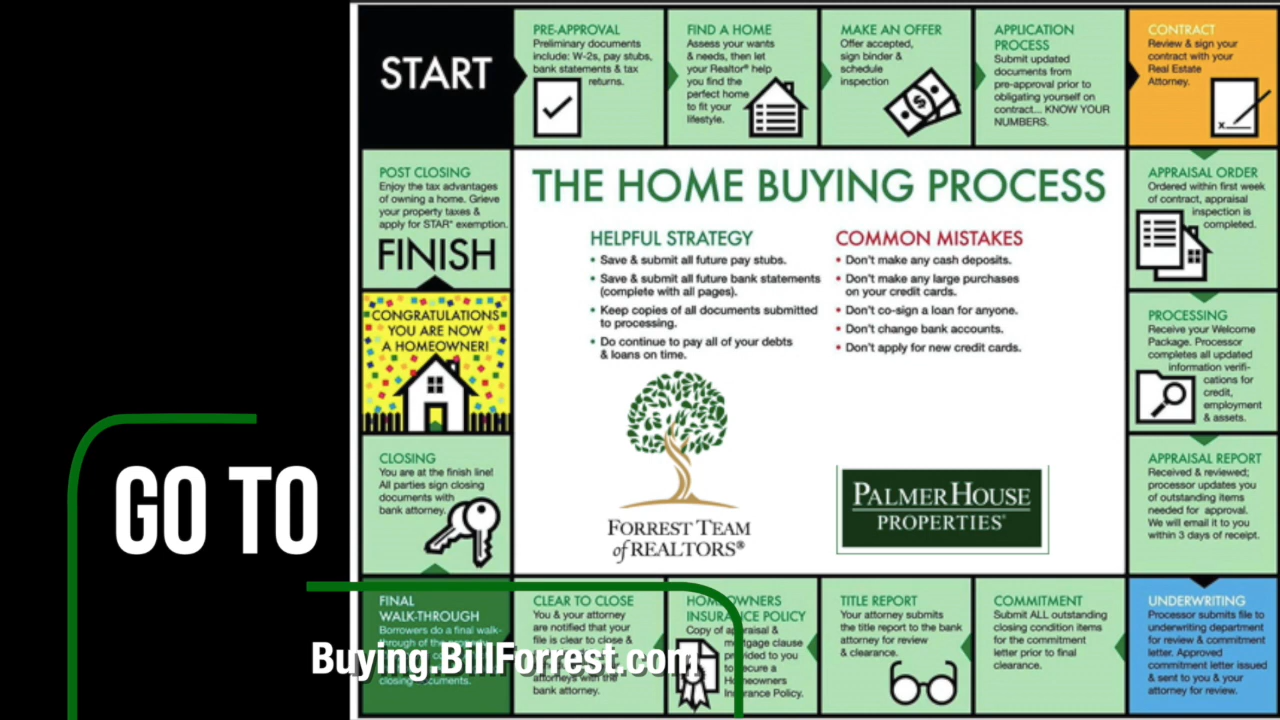 START
PRE-APPROVAL
Preliminary documents
include: W-2s, pay stubs,
bank statements & tax
returns.
FIND A HOME
Assess your wants
& needs, then let
your Realtor® help
you find the
perfect home
to fit your
lifestyle.
MAKE AN OFFER
Offer accepted,
sign binder &
schedule
inspection
APPLICATION
PROCESS
Submit updated
documents from
pre-approval prior to
obligating yourself on
contract... KNOW YOUR
NUMBERS.
CONTRACT
Review & sign your
contract with your
Real Estate
Attorney.
x
POST CLOSING
Enjoy the tax advantages
of owning a home. Grieve
your property taxes &
apply for STAR* exemption.
FINISH
THE HOME BUYING PROCESS
HELPFUL STRATEGY
• Save & submit all future pay stubs.
• Save & submit all future bank statements
(complete with all pages).
• Keep copies of all documents submitted
to processing.
• Do continue to pay all of your debts
& loans on time.
COMMON MISTAKES
• Don't make any cash deposits.
• Don't make any large purchases
on your credit cards.
• Don't co-sign a loan for anyone.
• Don't change bank accounts.
• Don't apply for new credit cards.
APPRAISAL ORDER
Ordered within first week
of contract, appraisal
inspection is
completed.
CONGRATULATIONS
YOU ARE NOW
A HOMEOWNER!
PROCESSING
Receive your Welcome
Package. Processor
completes all updated
information verifi-
cations for
credit,
employment
& assets.
CLOSING
You are at the finish line!
All parties sign closing
documents with
bank attorney.
GO TO
FORREST TEAM
of REALTORS®
PALMERHOUSE
PROPERTIES®
APPRAISAL REPORT
Received & reviewed;
processor updates you
of outstanding items
needed for approval.
We will email it to you
within 3 days of receipt.
FINAL
WALK-THROUGH
Borrowers do a final walk-
through of the
closing documents.
Buying.BillForrest.com
CLEAR TO CLOSE
You & your attorney
are notified that your
file is clear to close &
attorneys with the
bank attorney.
HOMEOWNERS
INSURANCE POLICY
Copy of appraisal &
mortgage clause
provided to you
to secure a
Homeowners
Insurance Policy.
TITLE REPORT
Your attorney submits
the title report to the bank
attorney for review
& clearance.
COMMITMENT
Submit ALL outstanding
closing condition items
for the commitment
letter prior to final
clearance.
UNDERWRITING
Processor submits file to
underwriting department
for review & commitment
letter. Approved
commitment letter issued
& sent to you & your
attorney for review.